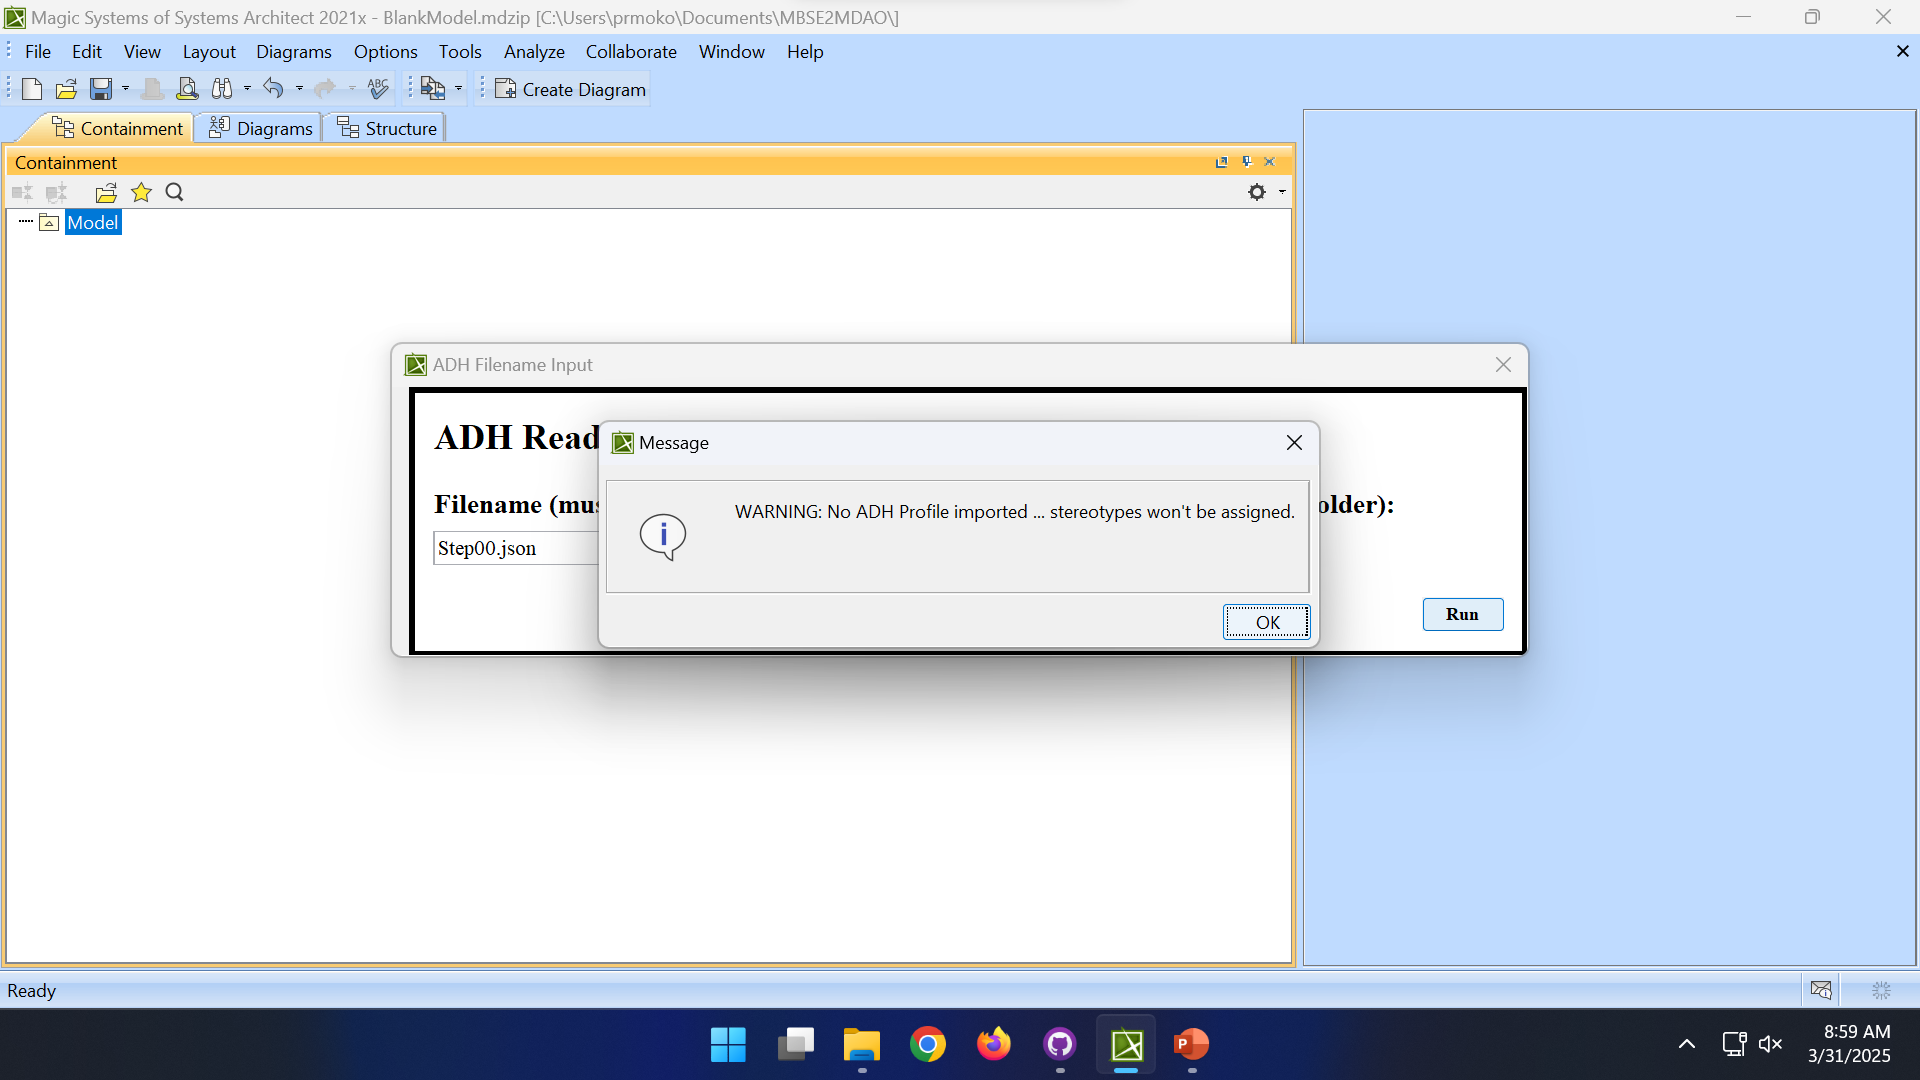 Magic Systems of Systems Architect 2021x - BlankModel.mdzip [C:\Users\prmoko\Documents\MBSE2MDAO\]
File Edit View Layout Diagrams Options Tools Analyze Collaborate Window Help
ABC Create Diagram
Containment Diagrams Structure
Containment
Model
ADH Filename Input
ADH Read
Message
Filename (mus
older):
WARNING: No ADH Profile imported ... stereotypes won't be assigned.
Step00.json
Run
OK
Ready
8:59 AM
3/31/2025